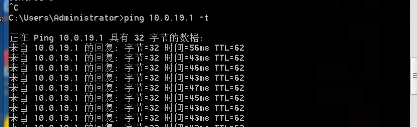 ^C
C:\Users\Administrator>ping 10.0.19.1 -t
正在 Ping 10.0.19.1 具有 32 字节的数据:
来自 10.0.19.1 的回复: 字节=32 时间=56ms TTL=62
来自 10.0.19.1 的回复: 字节=32 时间=43ms TTL=62
来自 10.0.19.1 的回复: 字节=32 时间=46ms TTL=62
来自 10.0.19.1 的回复: 字节=32 时间=43ms TTL=62
来自 10.0.19.1 的回复: 字节=32 时间=47ms TTL=62
来自 10.0.19.1 的回复: 字节=32 时间=46ms TTL=62
来自 10.0.19.1 的回复: 字节=32 时间=43ms TTL=62
来自 10.0.19.1 的回复: 字节=32 TTL=62